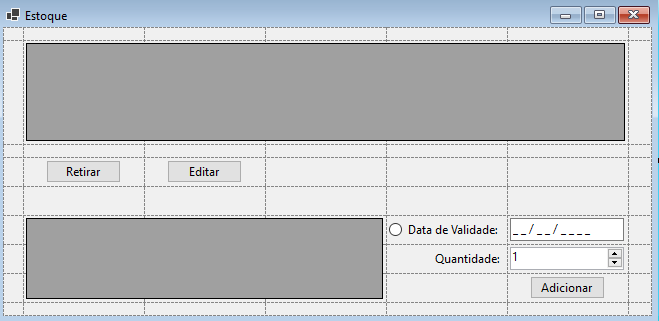 Estoque
Retirar
Editar
Data de Validade:
__/__/____
Quantidade:
1
Adicionar